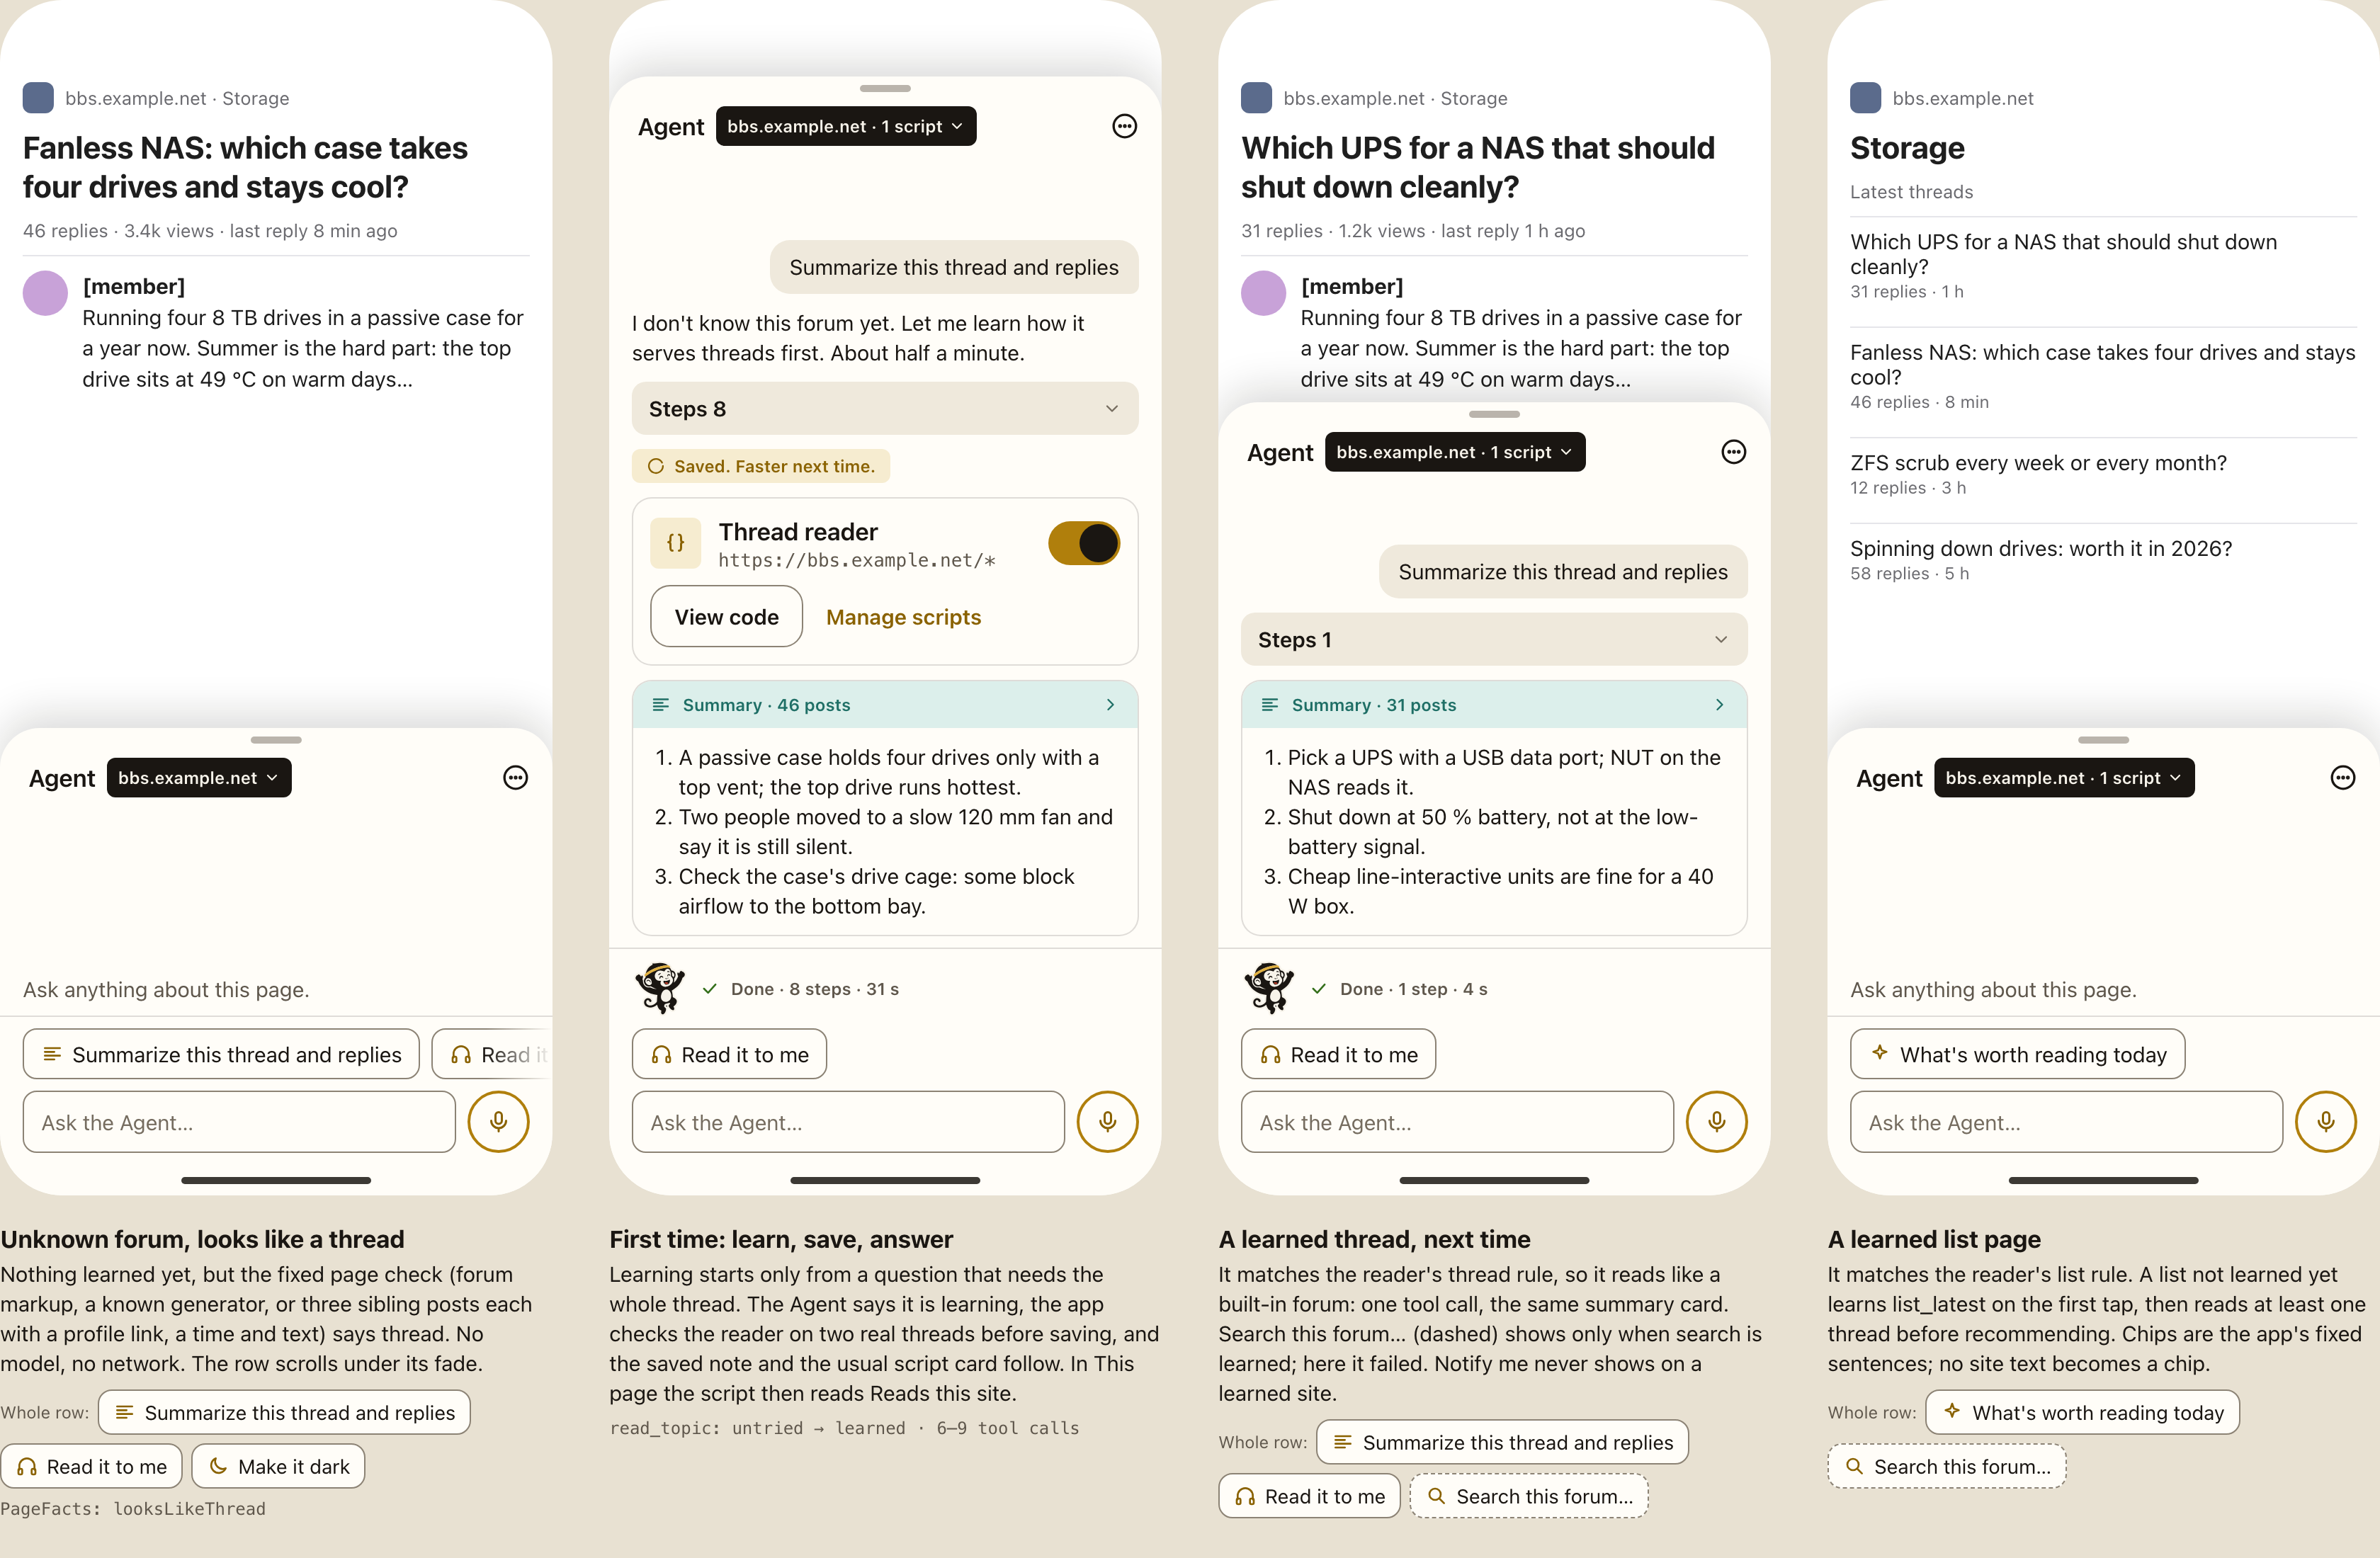 bbs.example.net · Storage
Fanless NAS: which case takes
four drives and stays cool?
46 replies · 3.4k views · last reply 8 min ago
[member]
Running four 8 TB drives in a passive case for
a year now. Summer is the hard part: the top
drive sits at 49 °C on warm days...
Agent
bbs.example.net
Ask anything about this page.
Summarize this thread and replies
Read it
Ask the Agent...
Unknown forum, looks like a thread
Nothing learned yet, but the fixed page check (forum
markup, a known generator, or three sibling posts each
with a profile link, a time and text) says thread. No
model, no network. The row scrolls under its fade.
Whole row:
Summarize this thread and replies
Read it to me
Make it dark
PageFacts: looksLikeThread
Agent
bbs.example.net · 1 script
Summarize this thread and replies
I don't know this forum yet. Let me learn how it
serves threads first. About half a minute.
Steps 8
Saved. Faster next time.
{}
Thread reader
https://bbs.example.net/*
View code
Manage scripts
Summary · 46 posts
1. A passive case holds four drives only with a
top vent; the top drive runs hottest.
2. Two people moved to a slow 120 mm fan and
say it is still silent.
3. Check the case's drive cage: some block
airflow to the bottom bay.
Done · 8 steps · 31 s
Read it to me
Ask the Agent...
First time: learn, save, answer
Learning starts only from a question that needs the
whole thread. The Agent says it is learning, the app
checks the reader on two real threads before saving, and
the saved note and the usual script card follow. In This
page the script then reads Reads this site.
read_topic: untried → learned · 6–9 tool calls
bbs.example.net · Storage
Which UPS for a NAS that should
shut down cleanly?
31 replies · 1.2k views · last reply 1 h ago
[member]
Running four 8 TB drives in a passive case for
a year now. Summer is the hard part: the top
drive sits at 49 °C on warm days...
Agent
bbs.example.net · 1 script
Summarize this thread and replies
Steps 1
Summary · 31 posts
1. Pick a UPS with a USB data port; NUT on the
NAS reads it.
2. Shut down at 50 % battery, not at the low-
battery signal.
3. Cheap line-interactive units are fine for a 40
W box.
Done · 1 step · 4 s
Read it to me
Ask the Agent...
A learned thread, next time
It matches the reader's thread rule, so it reads like a
built-in forum: one tool call, the same summary card.
Search this forum... (dashed) shows only when search is
learned; here it failed. Notify me never shows on a
learned site.
Whole row:
Summarize this thread and replies
Read it to me
Search this forum...
bbs.example.net
Storage
Latest threads
Which UPS for a NAS that should shut down
cleanly?
31 replies · 1 h
Fanless NAS: which case takes four drives and stays
cool?
46 replies · 8 min
ZFS scrub every week or every month?
12 replies · 3 h
Spinning down drives: worth it in 2026?
58 replies · 5 h
Agent
bbs.example.net · 1 script
Ask anything about this page.
What's worth reading today
Ask the Agent...
A learned list page
It matches the reader's list rule. A list not learned yet
learns list_latest on the first tap, then reads at least one
thread before recommending. Chips are the app's fixed
sentences; no site text becomes a chip.
Whole row:
What's worth reading today
Search this forum...